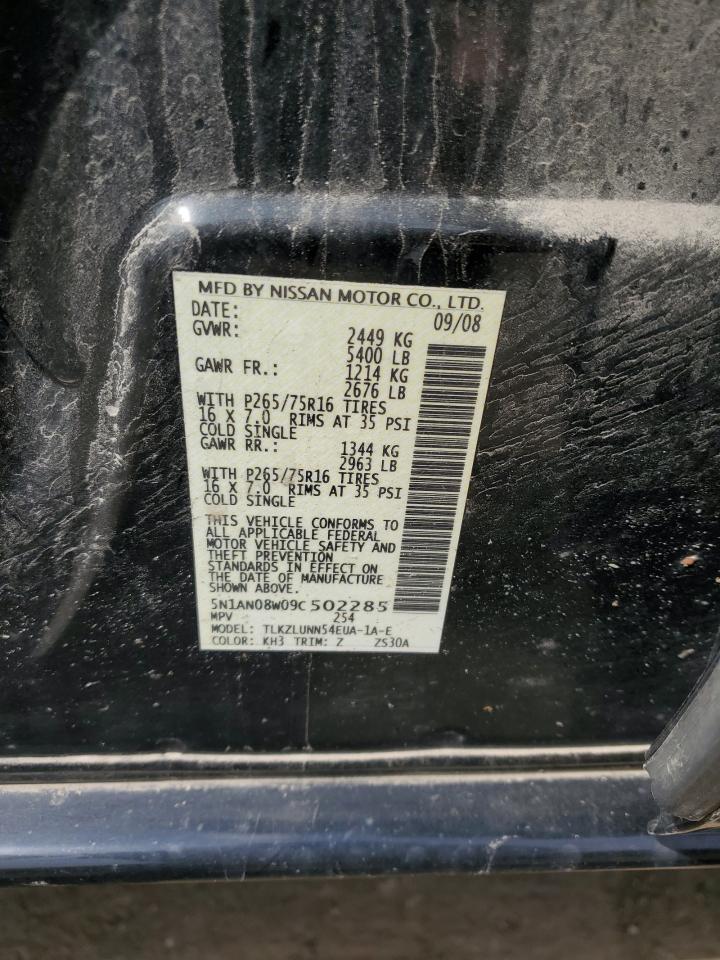 MFD BY NISSAN MOTOR CO., LTD.
DATE: 09/08
GVWR: 2449 KG
5400 LB
GAWR FR.: 1214 KG
2676 LB
WITH P265/75R16 TIRES
16 X 7.0 RIMS AT 35 PSI
COLD SINGLE
GAWR RR.: 1344 KG
2963 LB
WITH P265/75R16 TIRES
16 X 7.0 RIMS AT 35 PSI
COLD SINGLE
THIS VEHICLE CONFORMS TO
ALL APPLICABLE FEDERAL
MOTOR VEHICLE SAFETY AND
THEFT PREVENTION
STANDARDS IN EFFECT ON
THE DATE OF MANUFACTURE
SHOWN ABOVE.
5N1AN08W09C502285
MPV 254
MODEL: TLKZLUNN54EUA-1A-E
COLOR: KH3 TRIM: Z ZS30A